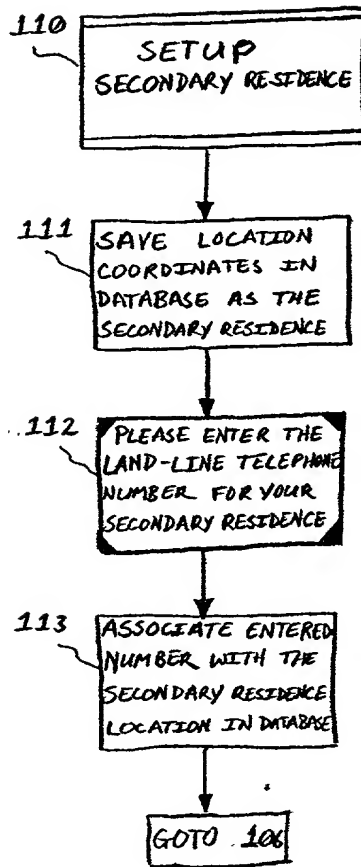 110
SETUP
SECONDARY RESIDENCE
111
SAVE LOCATION
COORDINATES IN
DATABASE AS THE
SECONDARY RESIDENCE
112
PLEASE ENTER THE
LAND-LINE TELEPHONE
NUMBER FOR YOUR
SECONDARY RESIDENCE
113
ASSOCIATE ENTERED
NUMBER WITH THE
SECONDARY RESIDENCE
LOCATION IN DATABASE
GOTO 106